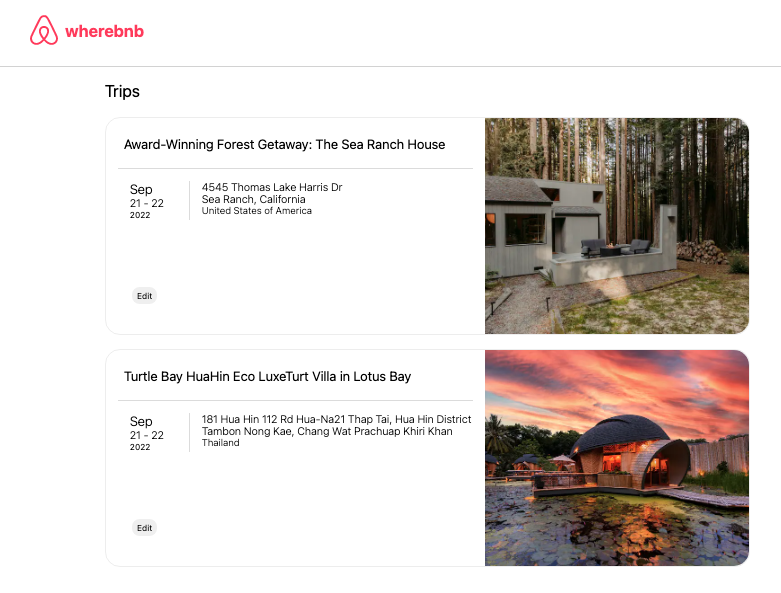 wherebnb
Trips
Award-Winning Forest Getaway: The Sea Ranch House
Sep
21 - 22
2022
4545 Thomas Lake Harris Dr
Sea Ranch, California
United States of America
Edit
Turtle Bay HuaHin Eco LuxeTurt Villa in Lotus Bay
Sep
21 - 22
2022
181 Hua Hin 112 Rd Hua-Na21 Thap Tai, Hua Hin District
Tambon Nong Kae, Chang Wat Prachuap Khiri Khan
Thailand
Edit